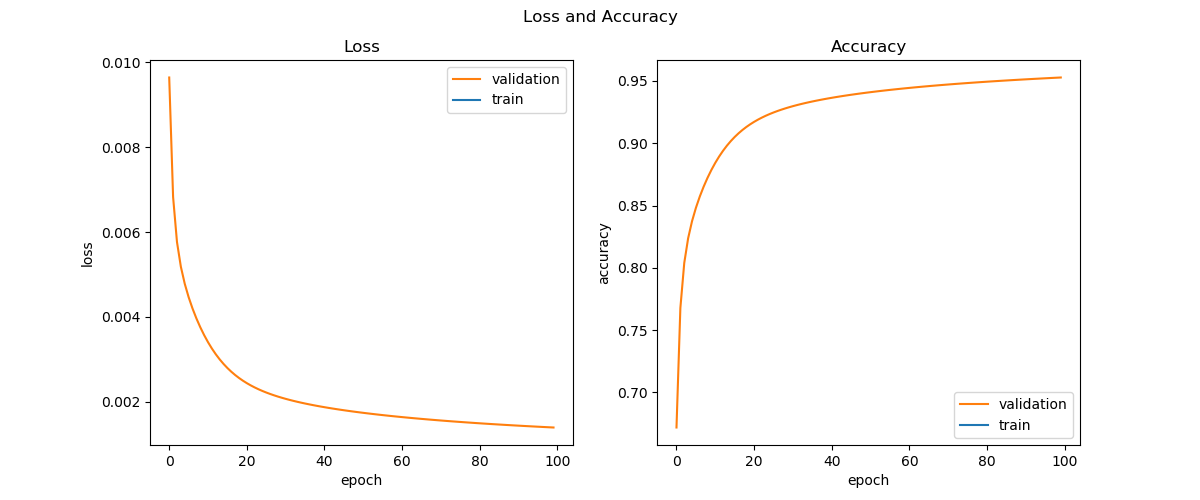 Loss and Accuracy
Loss
0.010
0.008
0.006
0.004
0.002
loss
0 20 40 60 80 100
epoch
validation
train
Accuracy
0.95
0.90
0.85
0.80
0.75
0.70
accuracy
0 20 40 60 80 100
epoch
validation
train